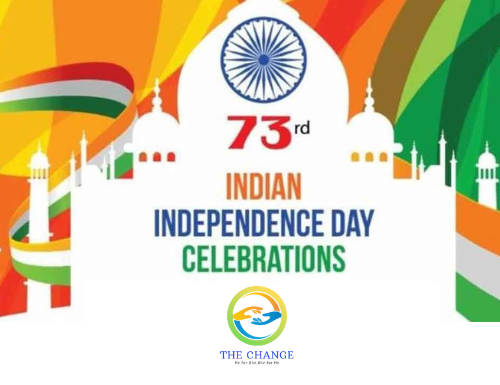 73rd
INDIAN
INDEPENDENCE DAY
CELEBRATIONS
THE CHANGE